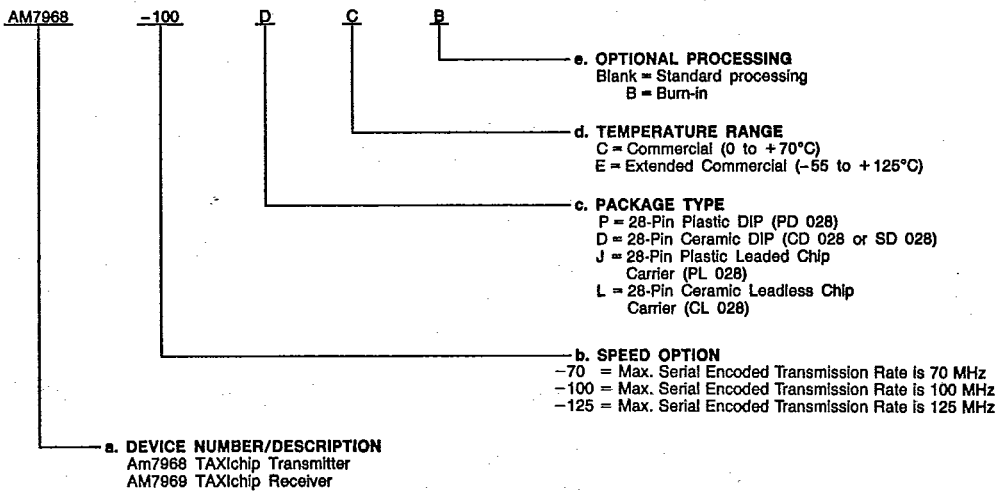 AM7968 -100 D C B
e. OPTIONAL PROCESSING
Blank = Standard processing
B = Burn-in
d. TEMPERATURE RANGE
C = Commercial (0 to +70°C)
E = Extended Commercial (-55 to +125°C)
c. PACKAGE TYPE
P = 28-Pin Plastic DIP (PD 028)
D = 28-Pin Ceramic DIP (CD 028 or SD 028)
J = 28-Pin Plastic Leaded Chip
Carrier (PL 028)
L = 28-Pin Ceramic Leadless Chip
Carrier (CL 028)
b. SPEED OPTION
-70 = Max. Serial Encoded Transmission Rate is 70 MHz
-100 = Max. Serial Encoded Transmission Rate is 100 MHz
-125 = Max. Serial Encoded Transmission Rate is 125 MHz
a. DEVICE NUMBER/DESCRIPTION
Am7968 TAXIchip Transmitter
AM7969 TAXIchip Receiver